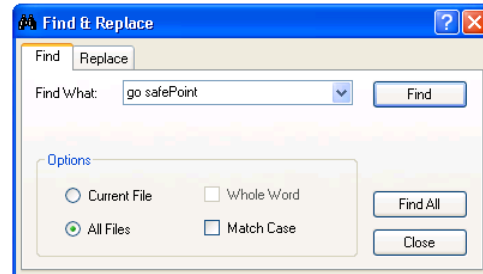 Find & Replace
Find Replace
Find What: go safePoint Find
Options
Current File Whole Word Find All
All Files Match Case
Close